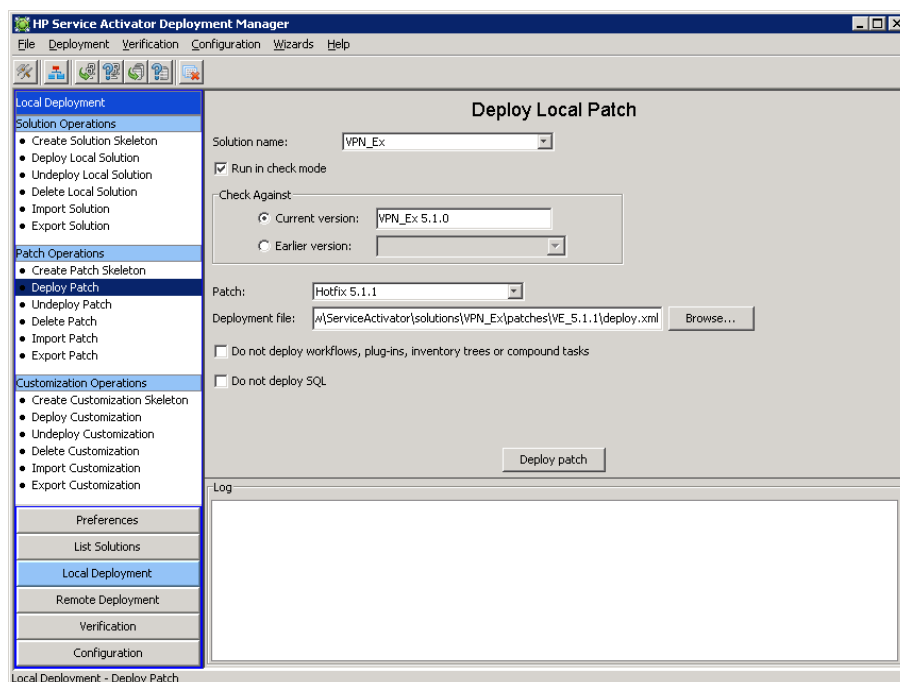 HP Service Activator Deployment Manager
File Deployment Verification Configuration Wizards Help
Local Deployment
Solution Operations
Create Solution Skeleton
Deploy Local Solution
Undeploy Local Solution
Delete Local Solution
Import Solution
Export Solution
Patch Operations
Create Patch Skeleton
Deploy Patch
Undeploy Patch
Delete Patch
Import Patch
Export Patch
Customization Operations
Create Customization Skeleton
Deploy Customization
Undeploy Customization
Delete Customization
Import Customization
Export Customization
Preferences
List Solutions
Local Deployment
Remote Deployment
Verification
Configuration
Deploy Local Patch
Solution name: VPN_Ex
Run in check mode
Check Against
Current version: VPN_Ex 5.1.0
Earlier version:
Patch: Hotfix 5.1.1
Deployment file: \ServiceActivator\solutions\VPN_Ex\patches\VE_5.1.1\deploy.xml Browse...
Do not deploy workflows, plug-ins, inventory trees or compound tasks
Do not deploy SQL
Deploy patch
Log
Local Deployment - Deploy Patch